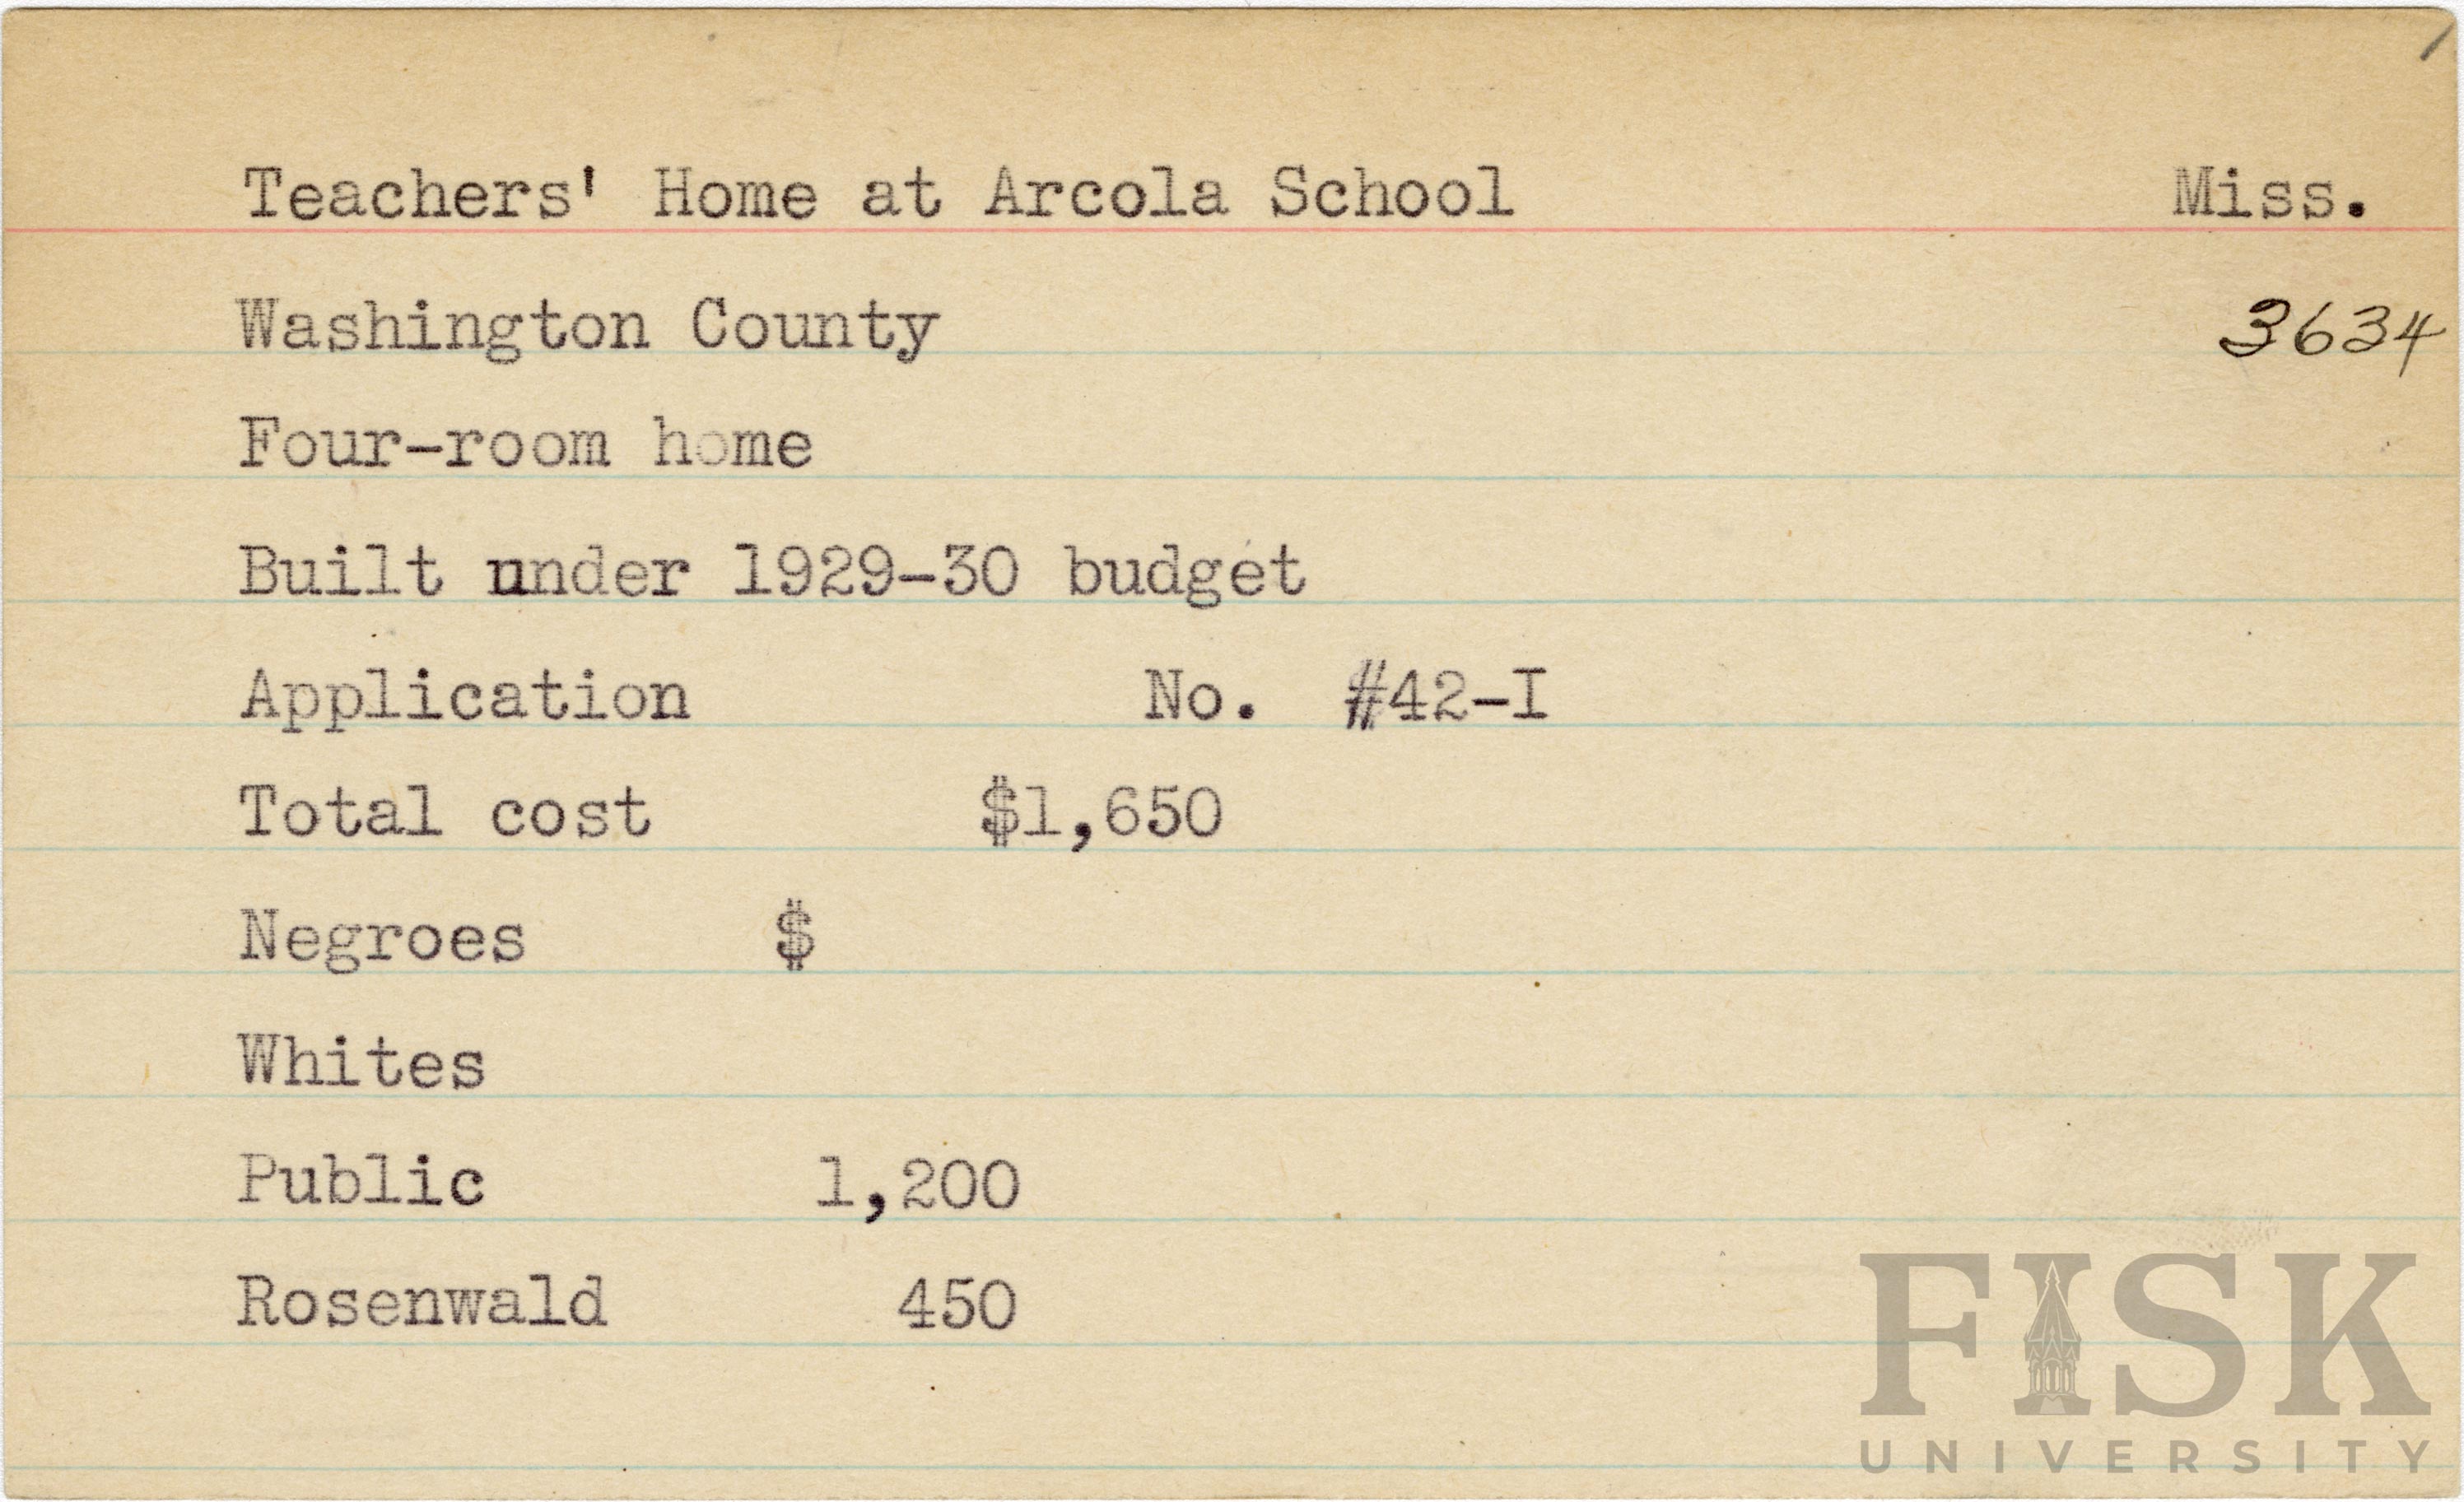 Teachers' Home at Arcola School Miss.
Washington County 3634
Four-room home
Built under 1929-30 budget
Application No. #42-I
Total cost $1,650
Negroes $
Whites
Public 1,200
Rosenwald 450
FISK
UNIVERSITY